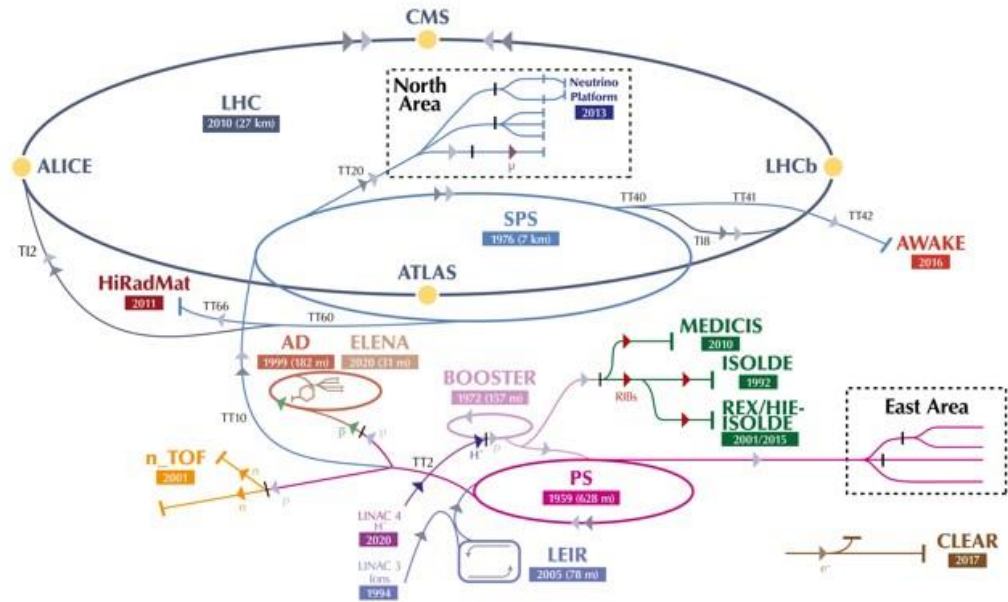 CMS
North
Area
Neutrino
Platform
2013
LHC
2010 (27 km)
μ
ALICE
LHCb
TT20
TT40
TT41
SPS
1976 (7 km)
TI8
TT42
TI2
AWAKE
2016
ATLAS
HiRadMat
2011
TT66
TT60
MEDICIS
2010
AD
1999 (182 m)
ELENA
2020 (31 m)
ISOLDE
1992
BOOSTER
1972 (157 m)
RIBs
REX/HIE-
ISOLDE
2001/2015
East Area
TT10
p
p
H⁻
p
n_TOF
2001
n
n
p
TT2
PS
1959 (628 m)
LINAC 4
H⁻
2020
LINAC 3
Ions
1994
LEIR
2005 (78 m)
CLEAR
2017
e⁻